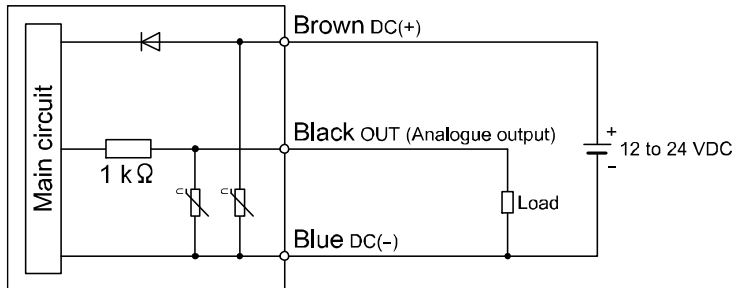 Main circuit
Brown DC(+)
Black OUT (Analogue output)
1 kΩ
+
12 to 24 VDC
−
U
U
Load
Blue DC(−)